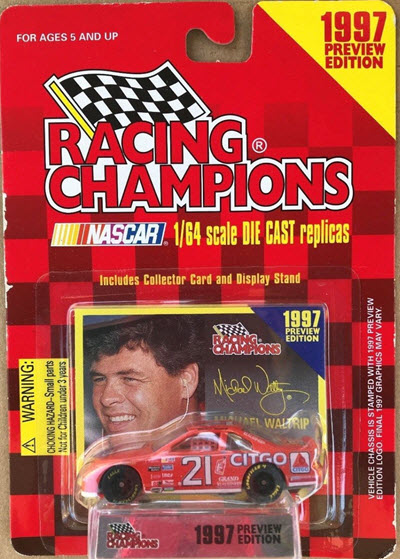 FOR AGES 5 AND UP
1997
PREVIEW
EDITION
RACING®
CHAMPIONS
NASCAR® 1/64 scale DIE CAST replicas
Includes Collector Card and Display Stand
RACING
CHAMPIONS
1997
PREVIEW
EDITION
Michael Waltrip
MICHAEL WALTRIP
⚠ WARNING:
CHOKING HAZARD-Small parts
Not for Children under 3 years
VEHICLE CHASSIS IS STAMPED WITH 1997 PREVIEW
EDITION LOGO. FINAL 1997 GRAPHICS MAY VARY.
21
CITGO
RACING
CHAMPIONS
1997 PREVIEW
EDITION